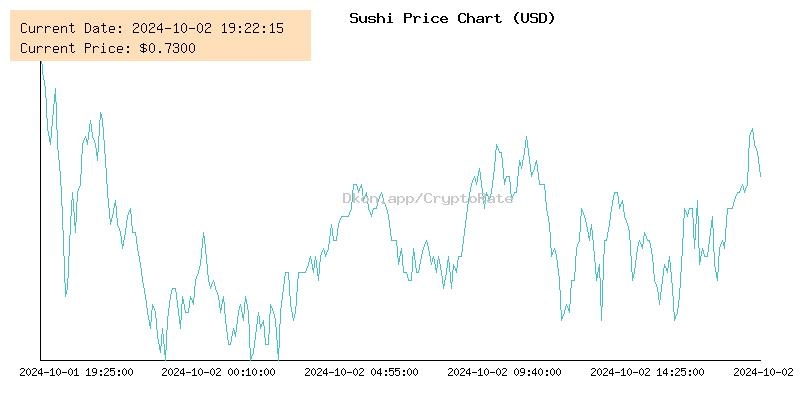 Sushi Price Chart (USD)
Current Date: 2024-10-02 19:22:15
Current Price: $0.7300
Dkon.app/CryptoRate
2024-10-01 19:25:00 2024-10-02 00:10:00 2024-10-02 04:55:00 2024-10-02 09:40:00 2024-10-02 14:25:00 2024-10-02